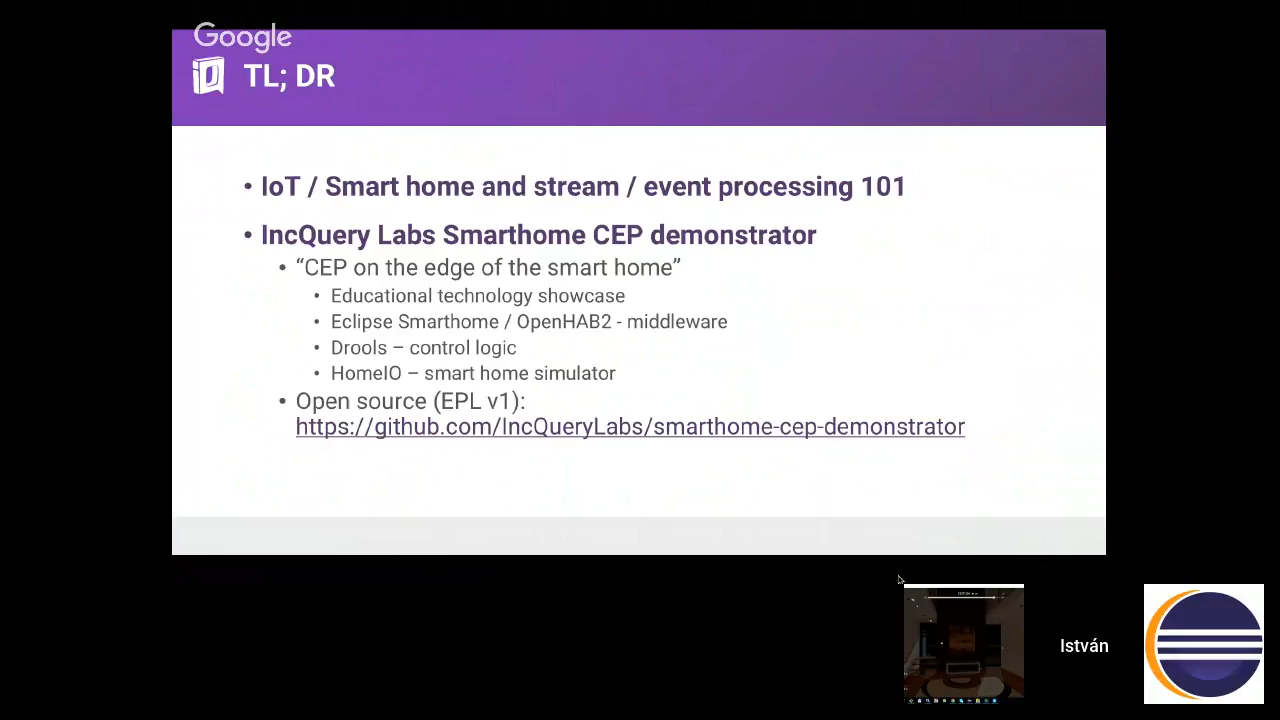 Google
TL; DR
• IoT / Smart home and stream / event processing 101
• IncQuery Labs Smarthome CEP demonstrator
• “CEP on the edge of the smart home”
• Educational technology showcase
• Eclipse Smarthome / OpenHAB2 - middleware
• Drools – control logic
• HomeIO – smart home simulator
• Open source (EPL v1):
https://github.com/IncQueryLabs/smarthome-cep-demonstrator
István